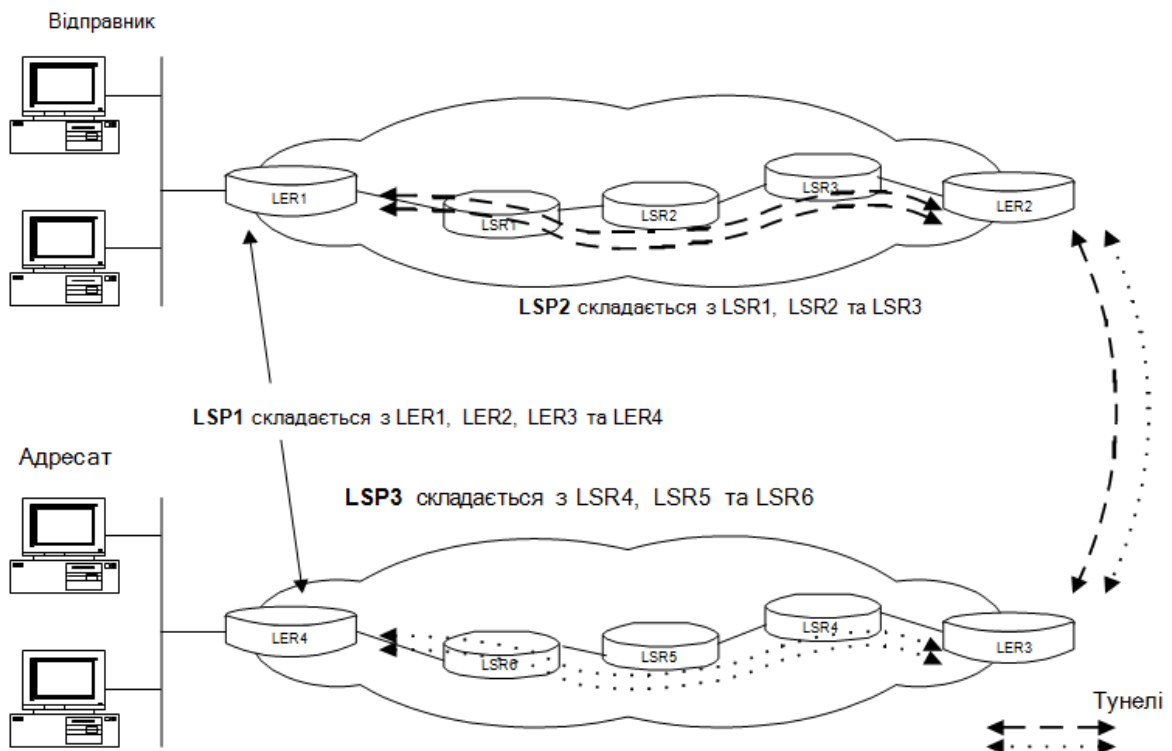 Відправник
LER1
LSR1
LSR2
LSR3
LER2
LSP2 складається з LSR1, LSR2 та LSR3
LSP1 складається з LER1, LER2, LER3 та LER4
Адресат
LSP3 складається з LSR4, LSR5 та LSR6
LER4
LSR6
LSR5
LSR4
LER3
Тунелі